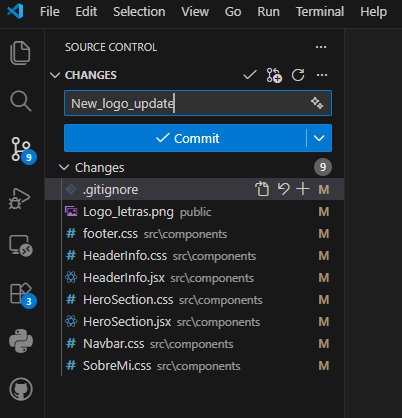 File Edit Selection View Go Run Terminal Help
SOURCE CONTROL ...
CHANGES ...
New_logo_update
Commit
Changes 9
.gitignore M
Logo_letras.png public M
footer.css src\components M
HeaderInfo.css src\components M
HeaderInfo.jsx src\components M
HeroSection.css src\components M
HeroSection.jsx src\components M
Navbar.css src\components M
SobreMi.css src\components M
9
3